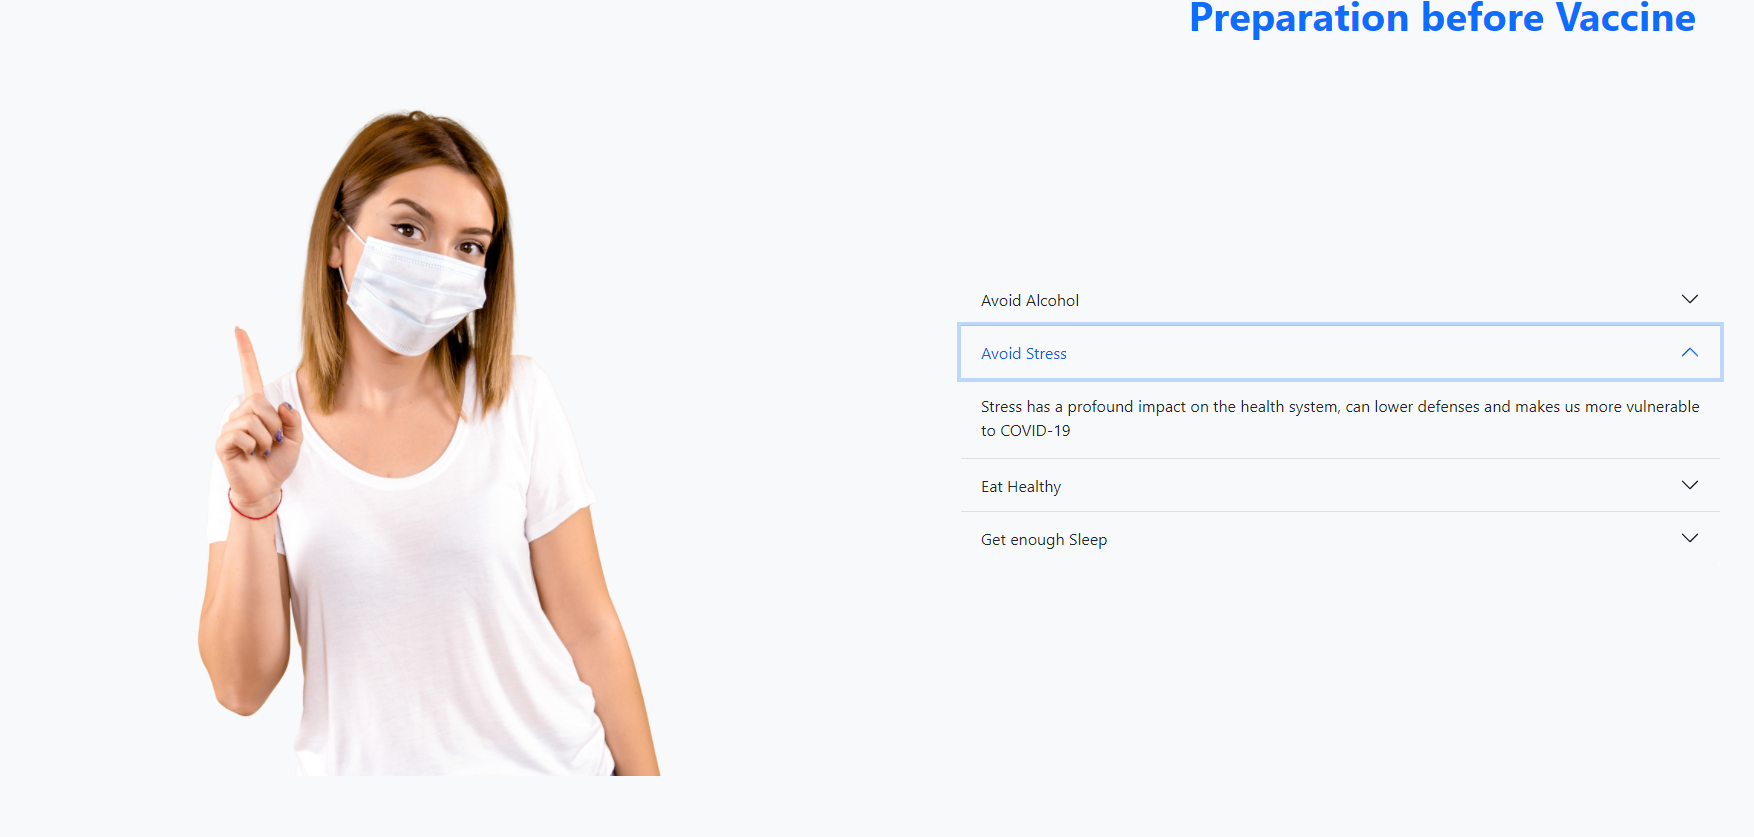 Preparation before Vaccine
Avoid Alcohol
Avoid Stress
Stress has a profound impact on the health system, can lower defenses and makes us more vulnerable
to COVID-19
Eat Healthy
Get enough Sleep